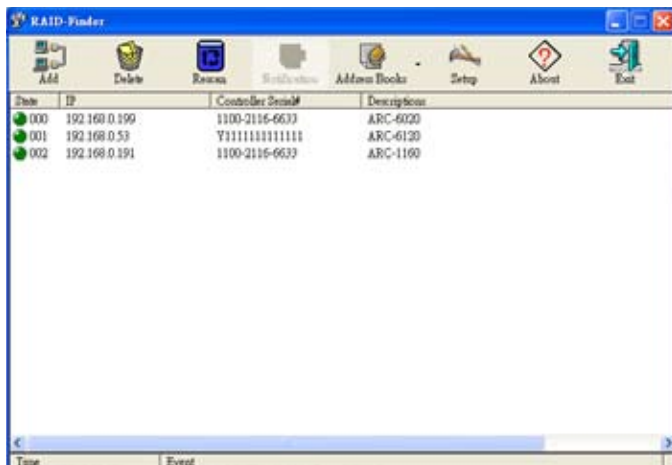 RAID-Finder
Add Delete Rescan Notification Address Books Setup About Exit
State IP Controller Serial# Descriptions
000 192.168.0.199 1100-2116-6633 ARC-6020
001 192.168.0.53 Y1111111111111 ARC-6120
002 192.168.0.191 1100-2116-6633 ARC-1160
Time Event